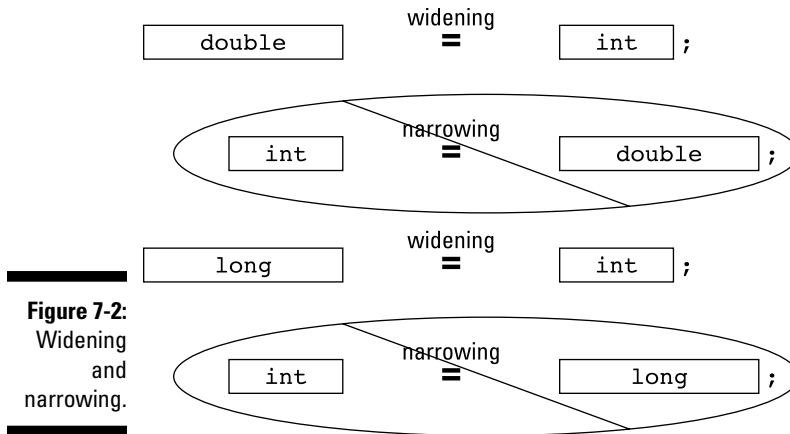 widening
double = int ;
narrowing
int = double ;
widening
long = int ;
narrowing
int = long ;
Figure 7-2:
Widening
and
narrowing.